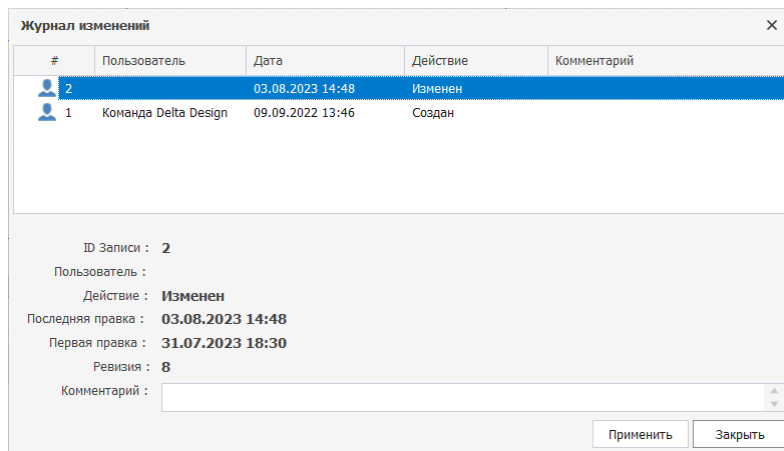 Журнал изменений
# Пользователь Дата Действие Комментарий
2 03.08.2023 14:48 Изменен
1 Команда Delta Design 09.09.2022 13:46 Создан
ID Записи : 2
Пользователь :
Действие : Изменен
Последняя правка : 03.08.2023 14:48
Первая правка : 31.07.2023 18:30
Ревизия : 8
Комментарий :
Применить Закрыть